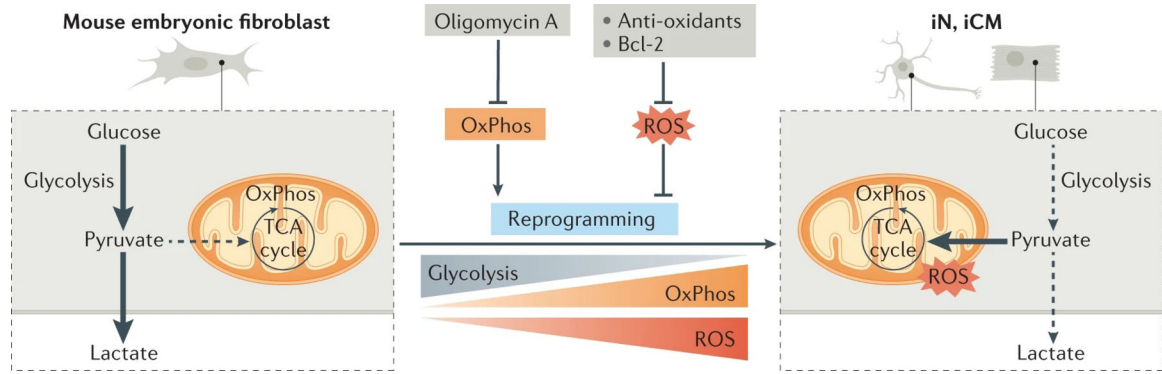 Mouse embryonic fibroblast
Glucose
Glycolysis
OxPhos
TCA
cycle
Pyruvate
Lactate
Oligomycin A
• Anti-oxidants
• Bcl-2
OxPhos
ROS
Reprogramming
Glycolysis
OxPhos
ROS
iN, iCM
Glucose
Glycolysis
OxPhos
TCA
cycle
Pyruvate
ROS
Lactate